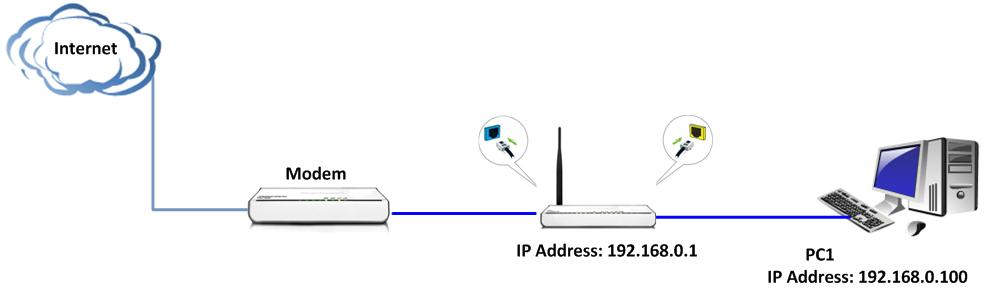 Internet
Modem
IP Address: 192.168.0.1
PC1
IP Address: 192.168.0.100